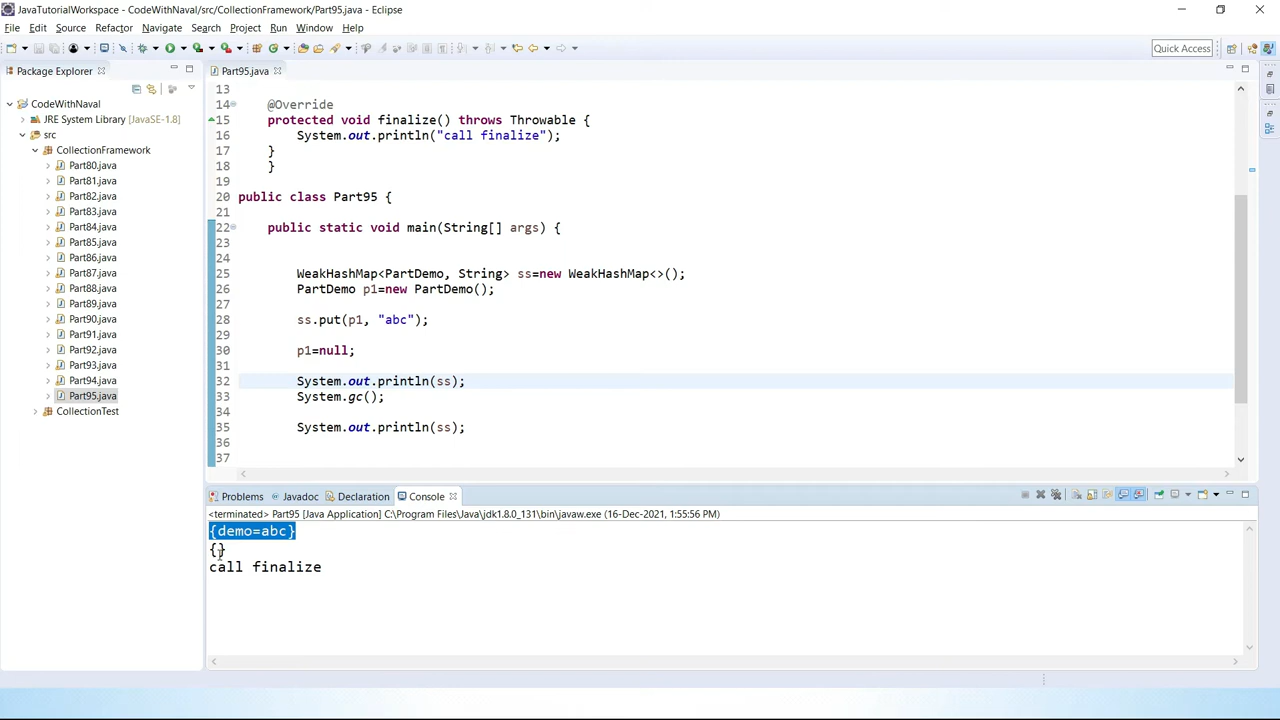 JavaTutorialWorkspace - CodeWithNaval/src/CollectionFramework/Part95.java - Eclipse
File Edit Source Refactor Navigate Search Project Run Window Help
Quick Access
Package Explorer
CodeWithNaval
JRE System Library [JavaSE-1.8]
src
CollectionFramework
Part80.java
Part81.java
Part82.java
Part83.java
Part84.java
Part85.java
Part86.java
Part87.java
Part88.java
Part89.java
Part90.java
Part91.java
Part92.java
Part93.java
Part94.java
Part95.java
CollectionTest
Part95.java
13
14 @Override
15 protected void finalize() throws Throwable {
16 System.out.println("call finalize");
17 }
18 }
19
20 public class Part95 {
21
22 public static void main(String[] args) {
23
24
25 WeakHashMap<PartDemo, String> ss=new WeakHashMap<>();
26 PartDemo p1=new PartDemo();
27
28 ss.put(p1, "abc");
29
30 p1=null;
31
32 System.out.println(ss);
33 System.gc();
34
35 System.out.println(ss);
36
37
Problems Javadoc Declaration Console
<terminated> Part95 [Java Application] C:\Program Files\Java\jdk1.8.0_131\bin\javaw.exe (16-Dec-2021, 1:55:56 PM)
{demo=abc}
{}
call finalize